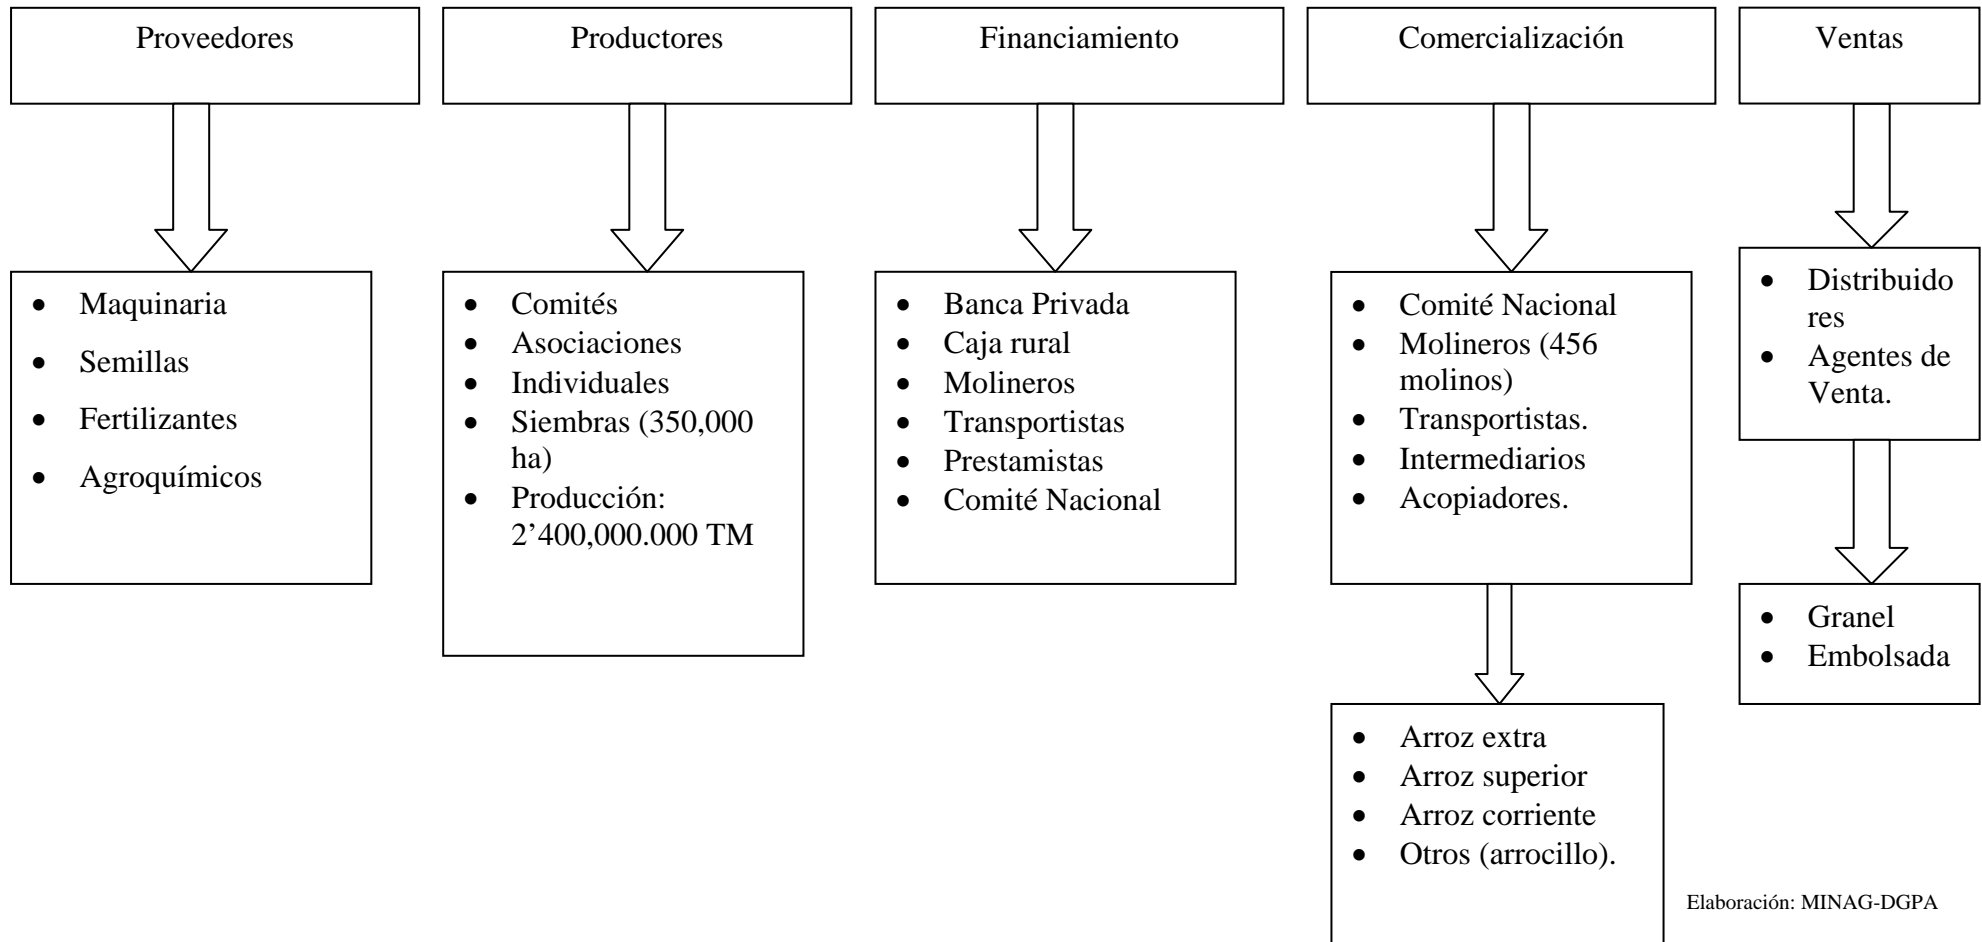 Proveedores
Productores
Financiamiento
Comercialización
Ventas
• Maquinaria
• Semillas
• Fertilizantes
• Agroquímicos
• Comités
• Asociaciones
• Individuales
• Siembras (350,000
ha)
• Producción:
2’400,000.000 TM
• Banca Privada
• Caja rural
• Molineros
• Transportistas
• Prestamistas
• Comité Nacional
• Comité Nacional
• Molineros (456
molinos)
• Transportistas.
• Intermediarios
• Acopiadores.
• Arroz extra
• Arroz superior
• Arroz corriente
• Otros (arrocillo).
• Distribuido
res
• Agentes de
Venta.
• Granel
• Embolsada
Elaboración: MINAG-DGPA